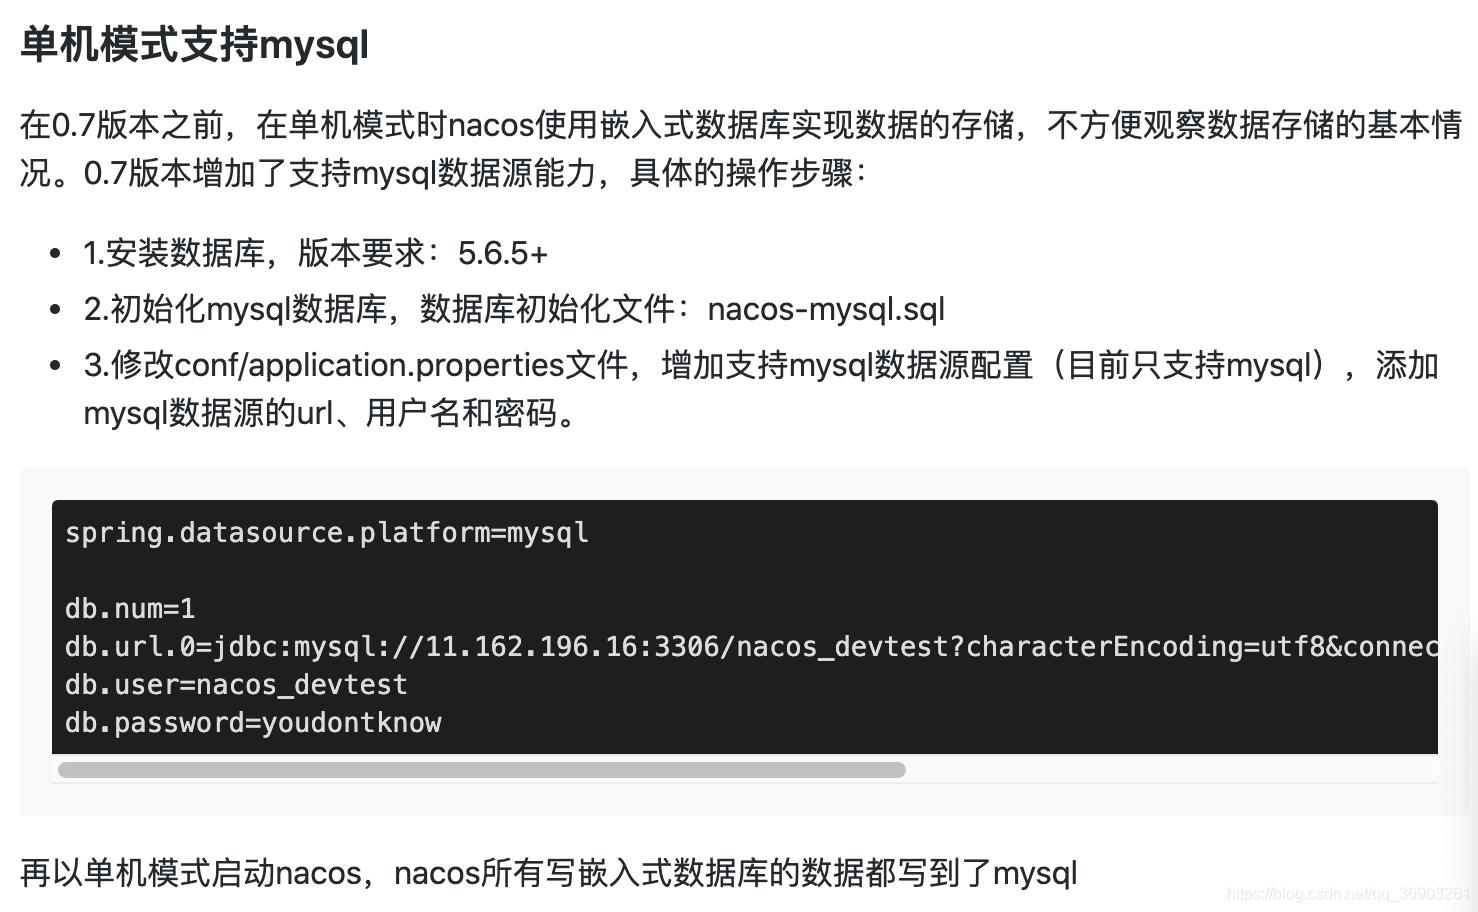 单机模式支持mysql
在0.7版本之前，在单机模式时nacos使用嵌入式数据库实现数据的存储，不方便观察数据存储的基本情
况。0.7版本增加了支持mysql数据源能力，具体的操作步骤：
1.安装数据库，版本要求：5.6.5+
2.初始化mysql数据库，数据库初始化文件：nacos-mysql.sql
3.修改conf/application.properties文件，增加支持mysql数据源配置（目前只支持mysql），添加
mysql数据源的url、用户名和密码。
spring.datasource.platform=mysql
db.num=1
db.url.0=jdbc:mysql://11.162.196.16:3306/nacos_devtest?characterEncoding=utf8&connec
db.user=nacos_devtest
db.password=youdontknow
再以单机模式启动nacos，nacos所有写嵌入式数据库的数据都写到了mysql
https://blog.csdn.net/qq_36903261